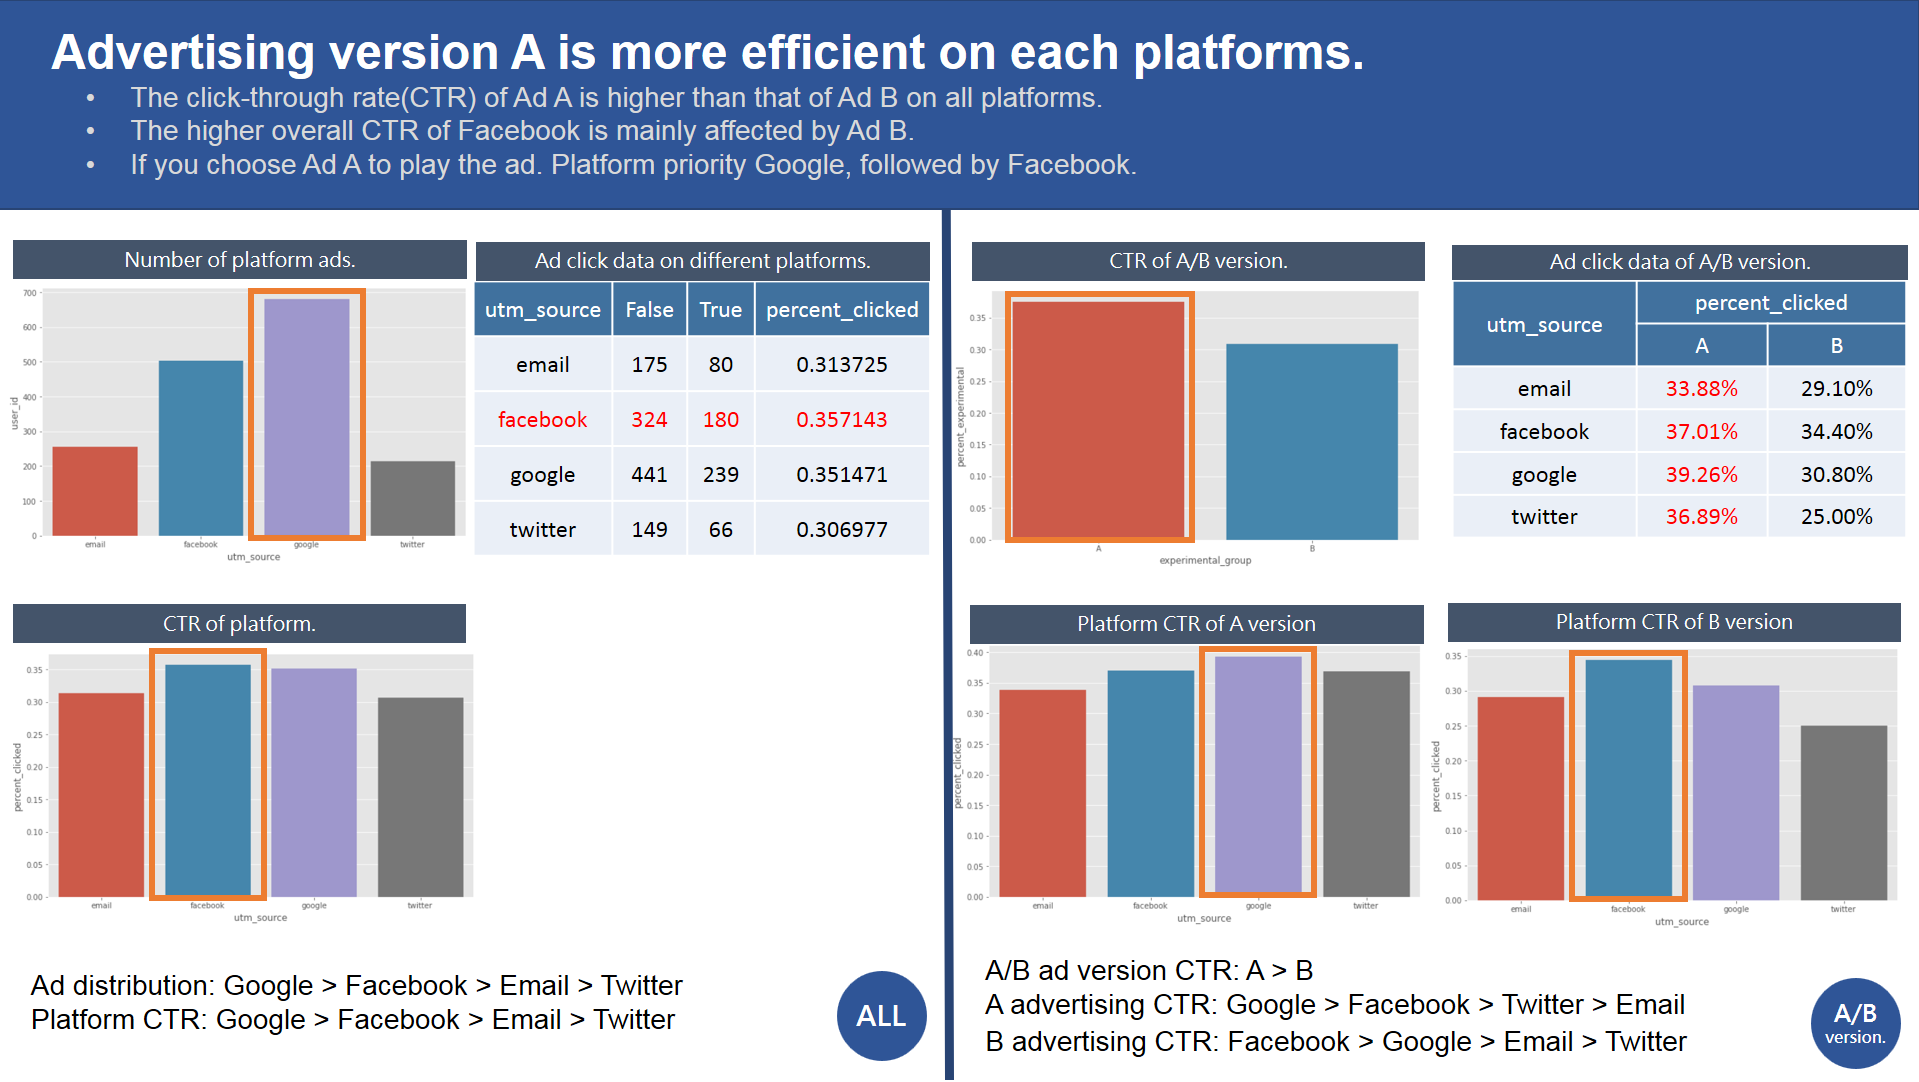 Advertising version A is more efficient on each platforms.
• The click-through rate(CTR) of Ad A is higher than that of Ad B on all platforms.
• The higher overall CTR of Facebook is mainly affected by Ad B.
• If you choose Ad A to play the ad. Platform priority Google, followed by Facebook.
Number of platform ads.
700
600
500
400
300
200
100
0
user_id
email facebook google twitter
utm_source
Ad click data on different platforms.
utm_source False True percent_clicked
email 175 80 0.313725
facebook 324 180 0.357143
google 441 239 0.351471
twitter 149 66 0.306977
CTR of platform.
0.35
0.30
0.25
0.20
0.15
0.10
0.05
0.00
percent_clicked
email facebook google twitter
utm_source
Ad distribution: Google > Facebook > Email > Twitter
Platform CTR: Google > Facebook > Email > Twitter
ALL
CTR of A/B version.
0.35
0.30
0.25
0.20
0.15
0.10
0.05
0.00
percent_experimental
A B
experimental_group
Ad click data of A/B version.
utm_source percent_clicked
A B
email 33.88% 29.10%
facebook 37.01% 34.40%
google 39.26% 30.80%
twitter 36.89% 25.00%
Platform CTR of A version
0.40
0.35
0.30
0.25
0.20
0.15
0.10
0.05
0.00
percent_clicked
email facebook google twitter
utm_source
Platform CTR of B version
0.35
0.30
0.25
0.20
0.15
0.10
0.05
0.00
percent_clicked
email facebook google twitter
utm_source
A/B ad version CTR: A > B
A advertising CTR: Google > Facebook > Twitter > Email
B advertising CTR: Facebook > Google > Email > Twitter
A/B
version.